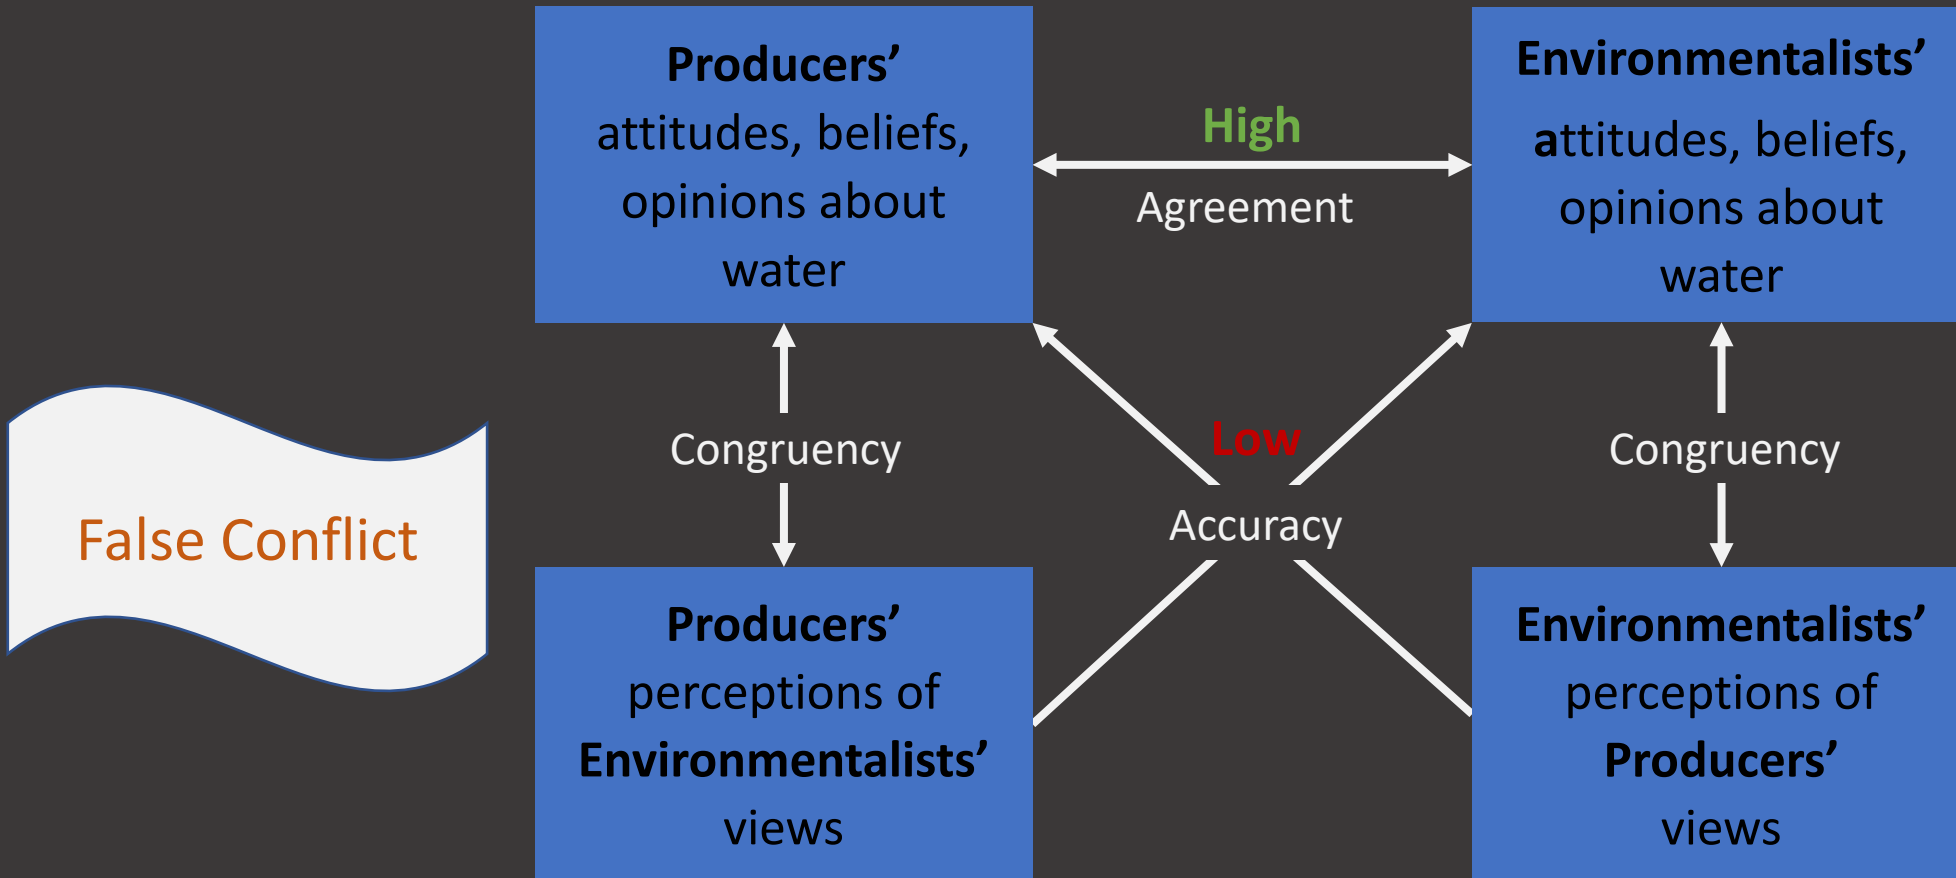 Producers’
attitudes, beliefs,
opinions about
water
High
Agreement
Environmentalists’
attitudes, beliefs,
opinions about
water
Congruency
Low
Accuracy
Congruency
False Conflict
Producers’
perceptions of
Environmentalists’
views
Environmentalists’
perceptions of
Producers’
views